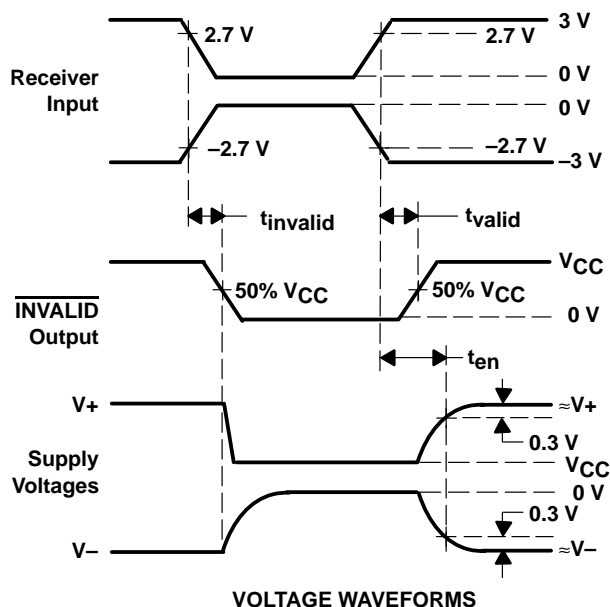 3 V
2.7 V
2.7 V
Receiver
Input
0 V
0 V
–2.7 V
–2.7 V
–3 V
tinvalid
tvalid
VCC
50% VCC
50% VCC
INVALID
Output
0 V
ten
V+
≈V+
0.3 V
Supply
Voltages
VCC
0 V
0.3 V
V–
≈V–
VOLTAGE WAVEFORMS